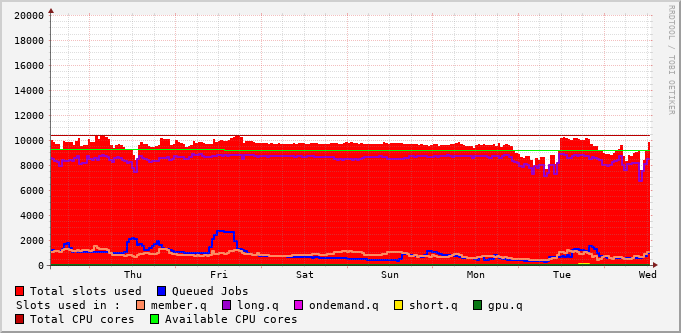 20000
18000
16000
14000
12000
10000
8000
6000
4000
2000
0
Thu Fri Sat Sun Mon Tue Wed
Total slots used Queued Jobs
Slots used in : member.q long.q ondemand.q short.q gpu.q
Total CPU cores Available CPU cores
RRDTOOL / TOBI OETIKER